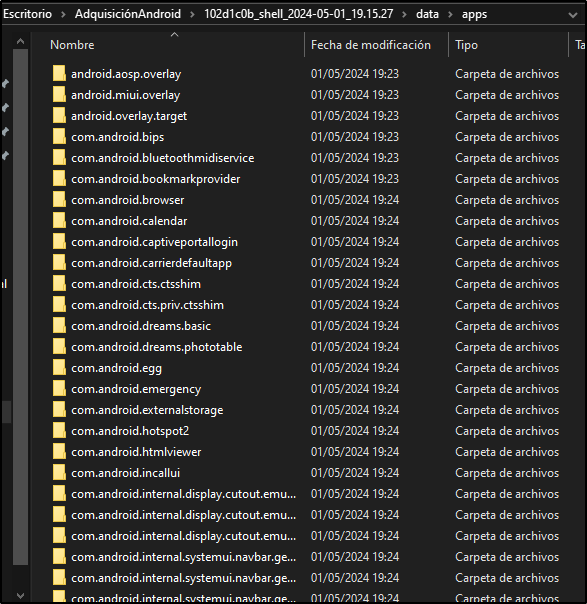 Escritorio > AdquisiciónAndroid > 102d1c0b_shell_2024-05-01_19.15.27 > data > apps
Nombre Fecha de modificación Tipo Ta
android.aosp.overlay 01/05/2024 19:23 Carpeta de archivos
android.miui.overlay 01/05/2024 19:23 Carpeta de archivos
android.overlay.target 01/05/2024 19:23 Carpeta de archivos
com.android.bips 01/05/2024 19:23 Carpeta de archivos
com.android.bluetoothmidiservice 01/05/2024 19:23 Carpeta de archivos
com.android.bookmarkprovider 01/05/2024 19:23 Carpeta de archivos
com.android.browser 01/05/2024 19:24 Carpeta de archivos
com.android.calendar 01/05/2024 19:24 Carpeta de archivos
com.android.captiveportallogin 01/05/2024 19:24 Carpeta de archivos
com.android.carrierdefaultapp 01/05/2024 19:24 Carpeta de archivos
com.android.cts.ctsshim 01/05/2024 19:24 Carpeta de archivos
com.android.cts.priv.ctsshim 01/05/2024 19:24 Carpeta de archivos
com.android.dreams.basic 01/05/2024 19:24 Carpeta de archivos
com.android.dreams.phototable 01/05/2024 19:24 Carpeta de archivos
com.android.egg 01/05/2024 19:24 Carpeta de archivos
com.android.emergency 01/05/2024 19:24 Carpeta de archivos
com.android.externalstorage 01/05/2024 19:24 Carpeta de archivos
com.android.hotspot2 01/05/2024 19:24 Carpeta de archivos
com.android.htmlviewer 01/05/2024 19:24 Carpeta de archivos
com.android.incallui 01/05/2024 19:24 Carpeta de archivos
com.android.internal.display.cutout.emu... 01/05/2024 19:24 Carpeta de archivos
com.android.internal.display.cutout.emu... 01/05/2024 19:24 Carpeta de archivos
com.android.internal.display.cutout.emu... 01/05/2024 19:24 Carpeta de archivos
com.android.internal.systemui.navbar.ge... 01/05/2024 19:24 Carpeta de archivos
com.android.internal.systemui.navbar.ge... 01/05/2024 19:24 Carpeta de archivos
com.android.internal.systemui.navbar.ge... 01/05/2024 19:24 Carpeta de archivos